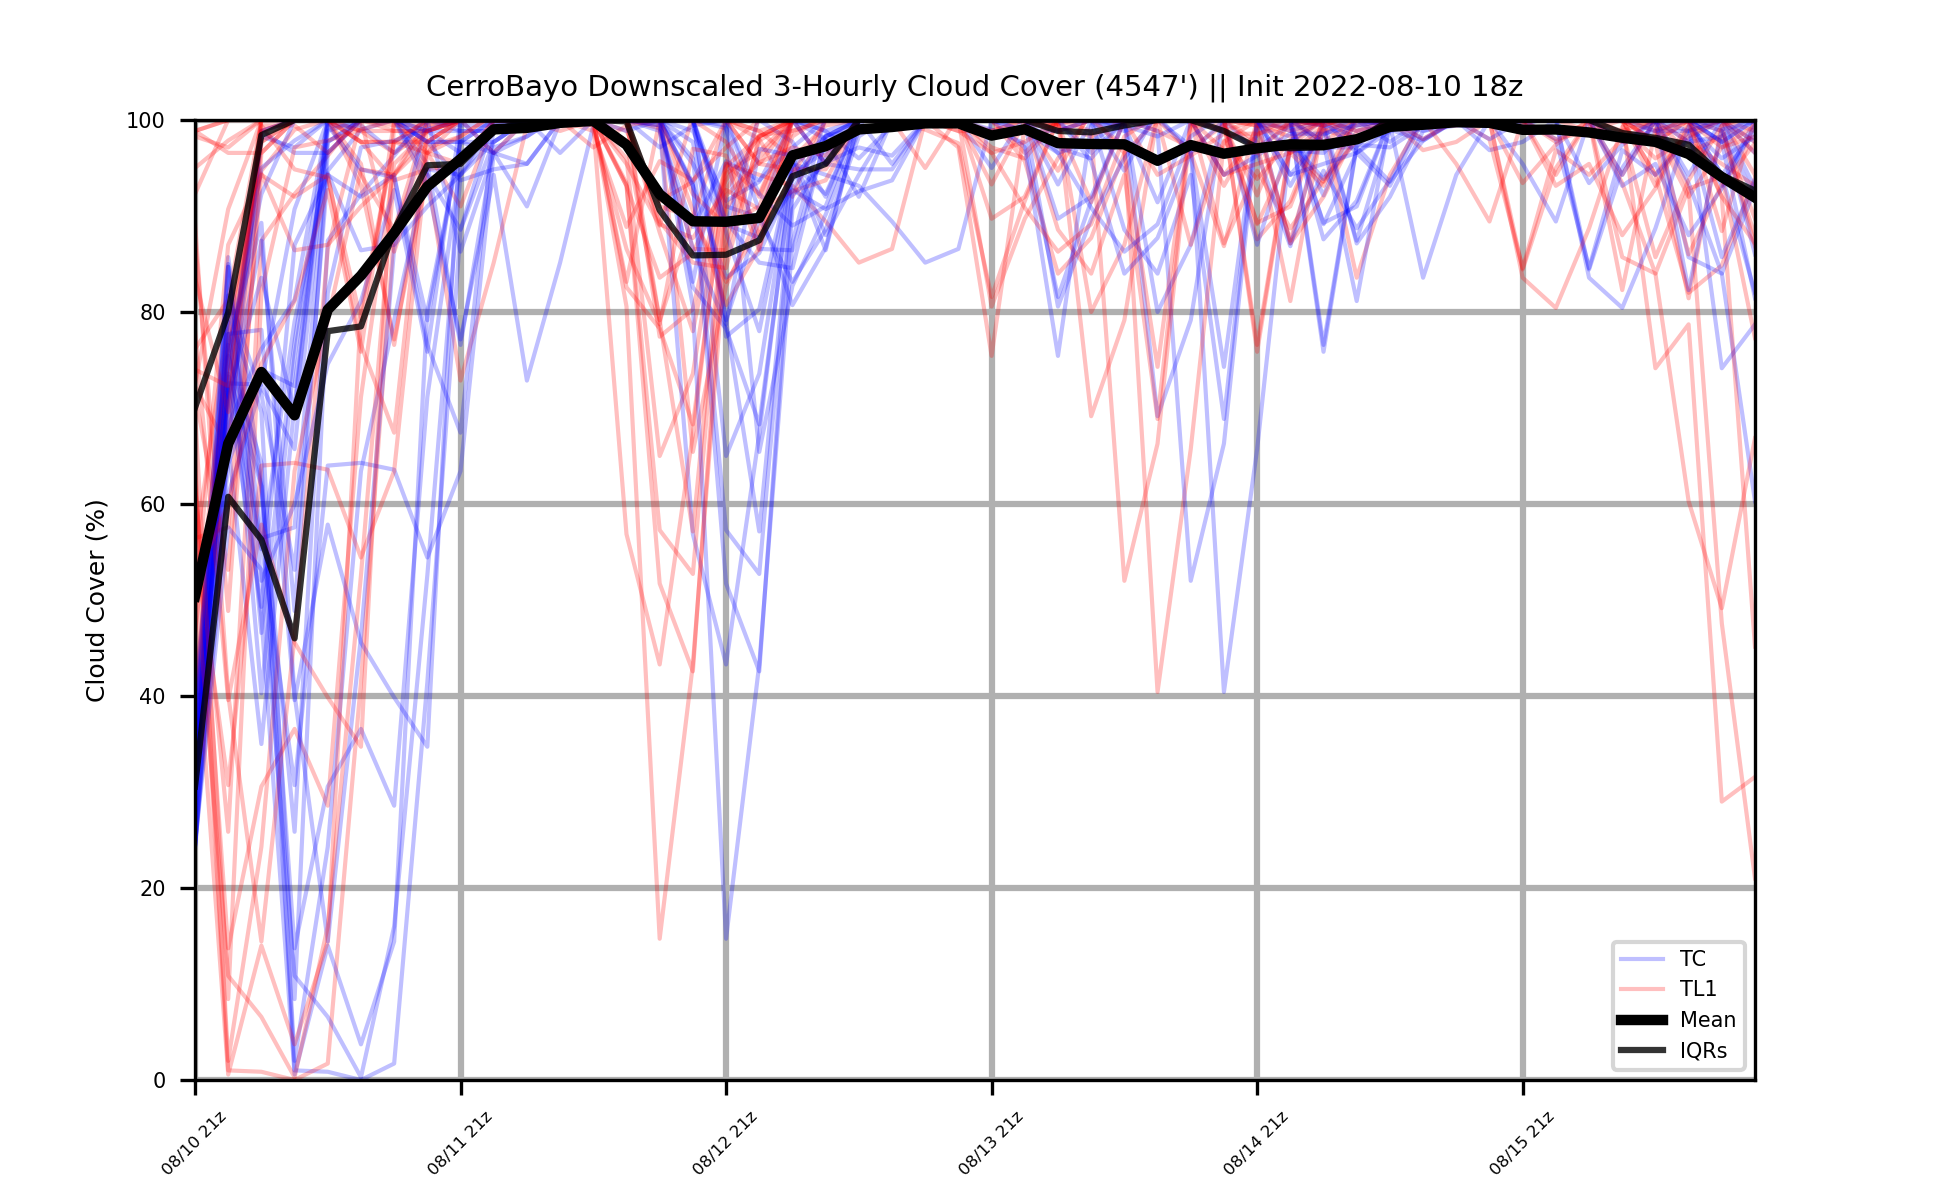 CerroBayo Downscaled 3-Hourly Cloud Cover (4547') || Init 2022-08-10 18z
Cloud Cover (%)
100
80
60
40
20
0
08/10 21z
08/11 21z
08/12 21z
08/13 21z
08/14 21z
08/15 21z
TC
TL1
Mean
IQRs